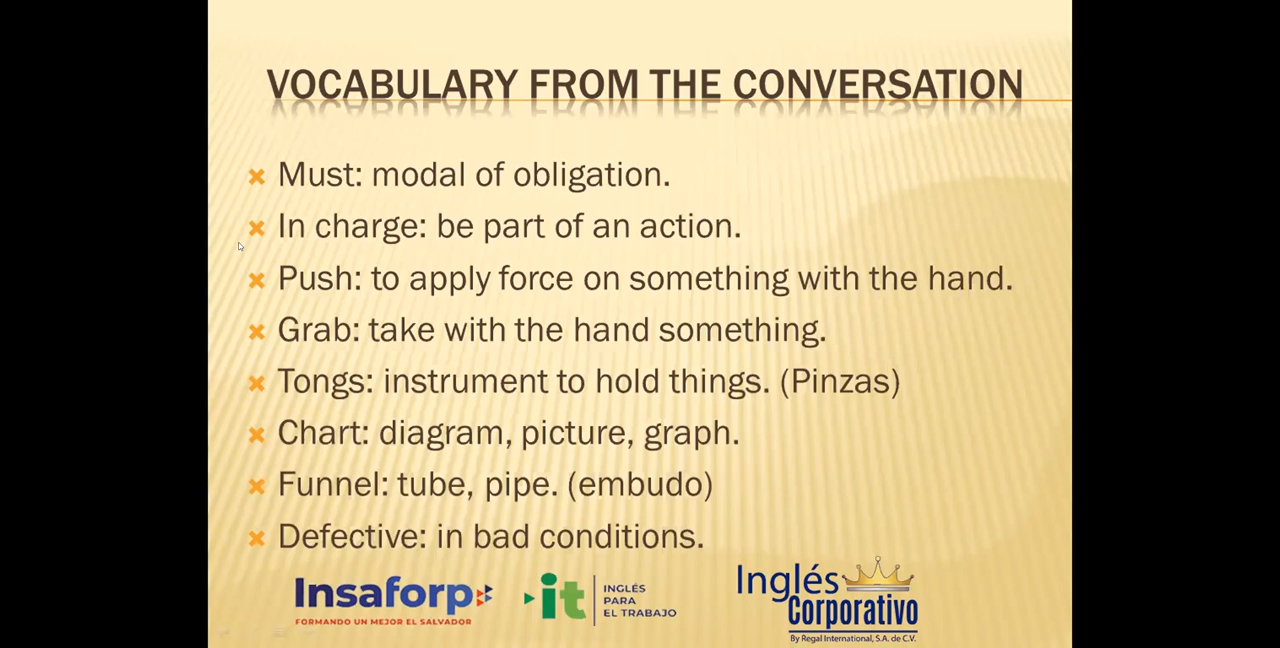 VOCABULARY FROM THE CONVERSATION
Must: modal of obligation.
In charge: be part of an action.
Push: to apply force on something with the hand.
Grab: take with the hand something.
Tongs: instrument to hold things. (Pinzas)
Chart: diagram, picture, graph.
Funnel: tube, pipe. (embudo)
Defective: in bad conditions.
Insaforp
FORMANDO UN MEJOR EL SALVADOR
it
INGLÉS
PARA
EL TRABAJO
Inglés
Corporativo
By Regal International, S.A. de C.V.